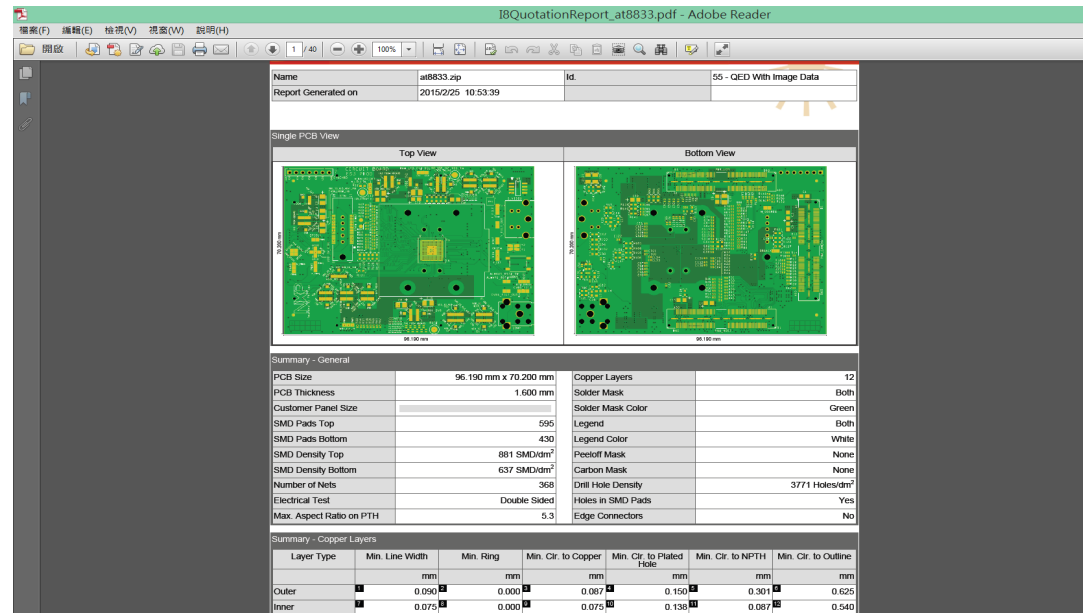 I8QuotationReport_at8833.pdf - Adobe Reader
檔案(F) 編輯(E) 檢視(V) 視窗(W) 說明(H)
開啟 1 / 40 100%
Name at8833.zip Id. 55 - QED With Image Data
Report Generated on 2015/2/25 10:53:39
Single PCB View
Top View Bottom View
70.200 mm 70.200 mm
96.190 mm 96.190 mm
Summary - General
PCB Size 96.190 mm x 70.200 mm Copper Layers 12
PCB Thickness 1.600 mm Solder Mask Both
Customer Panel Size Solder Mask Color Green
SMD Pads Top 595 Legend Both
SMD Pads Bottom 430 Legend Color White
SMD Density Top 881 SMD/dm² Peeloff Mask None
SMD Density Bottom 637 SMD/dm² Carbon Mask None
Number of Nets 368 Drill Hole Density 3771 Holes/dm²
Electrical Test Double Sided Holes in SMD Pads Yes
Max. Aspect Ratio on PTH 5.3 Edge Connectors No
Summary - Copper Layers
Layer Type Min. Line Width Min. Ring Min. Clr. to Copper Min. Clr. to Plated Hole Min. Clr. to NPTH Min. Clr. to Outline
mm mm mm mm mm mm
Outer 1 0.090 2 0.000 3 0.087 4 0.150 5 0.301 6 0.625
Inner 7 0.075 8 0.000 9 0.075 10 0.138 11 0.087 12 0.540